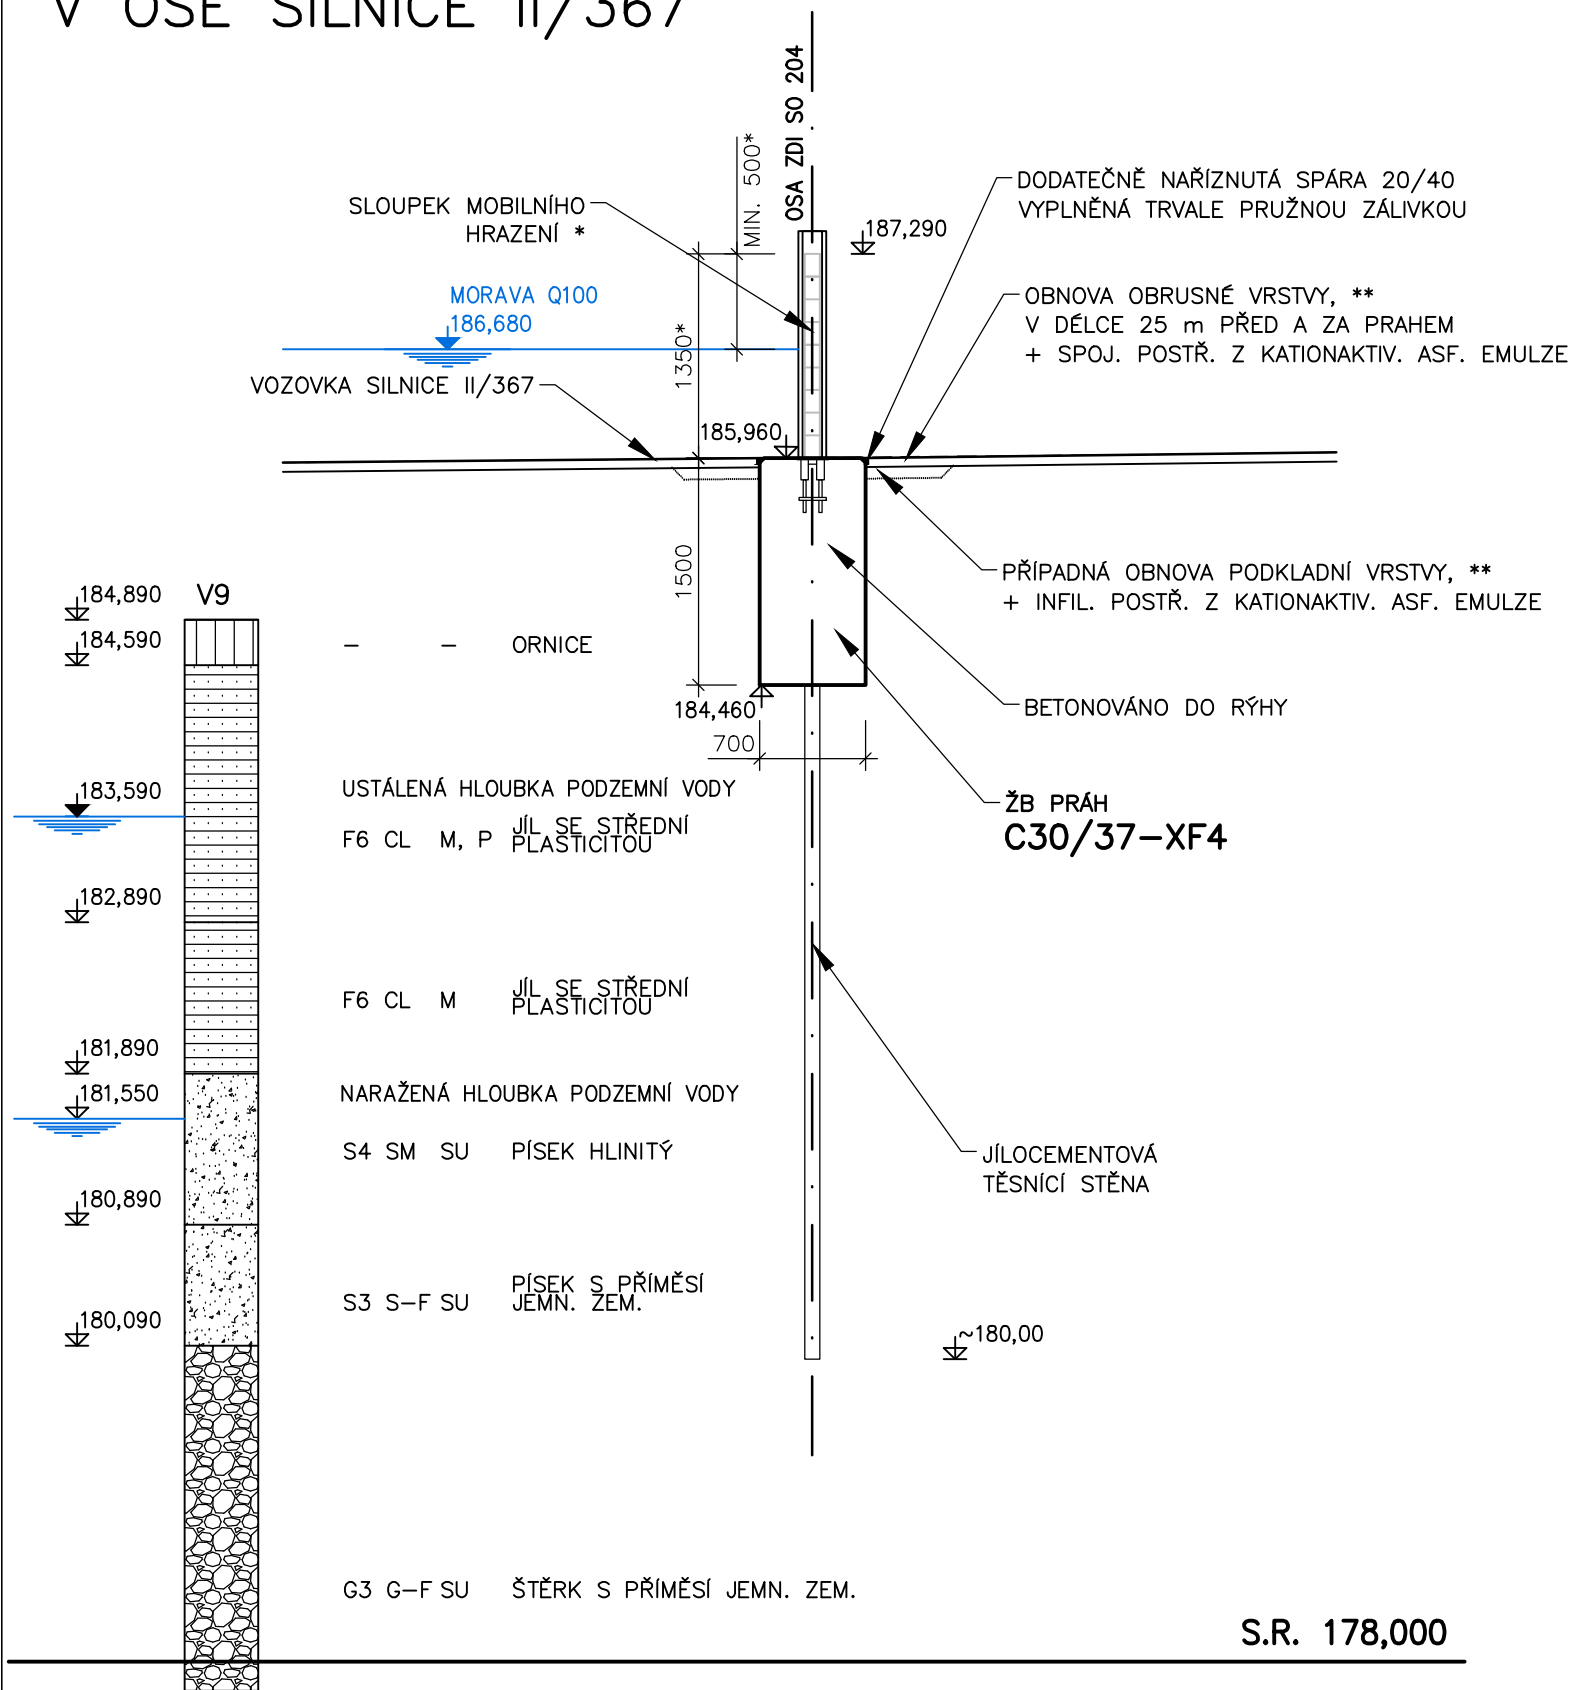 V OSE SILNICE II/367
OSA ZDI SO 204
MIN. 500*
DODATEČNĚ NAŘÍZNUTÁ SPÁRA 20/40
VYPLNĚNÁ TRVALE PRUŽNOU ZÁLIVKOU
SLOUPEK MOBILNÍHO
HRAZENÍ *
187,290
MORAVA Q100
186,680
OBNOVA OBRUSNÉ VRSTVY, **
V DÉLCE 25 m PŘED A ZA PRAHEM
+ SPOJ. POSTŘ. Z KATIONAKTIV. ASF. EMULZE
1350*
VOZOVKA SILNICE II/367
185,960
1500
PŘÍPADNÁ OBNOVA PODKLADNÍ VRSTVY, **
+ INFIL. POSTŘ. Z KATIONAKTIV. ASF. EMULZE
184,890
V9
184,590
– – ORNICE
184,460
BETONOVÁNO DO RÝHY
700
183,590
USTÁLENÁ HLOUBKA PODZEMNÍ VODY
ŽB PRÁH
C30/37–XF4
F6 CL M, P JÍL SE STŘEDNÍ
PLASTICITOU
182,890
F6 CL M JÍL SE STŘEDNÍ
PLASTICITOU
181,890
181,550
NARAŽENÁ HLOUBKA PODZEMNÍ VODY
S4 SM SU PÍSEK HLINITÝ
JÍLOCEMENTOVÁ
TĚSNÍCÍ STĚNA
180,890
S3 S–F SU PÍSEK S PŘÍMĚSÍ
JEMN. ZEM.
180,090
~180,00
G3 G–F SU ŠTĚRK S PŘÍMĚSÍ JEMN. ZEM.
S.R. 178,000